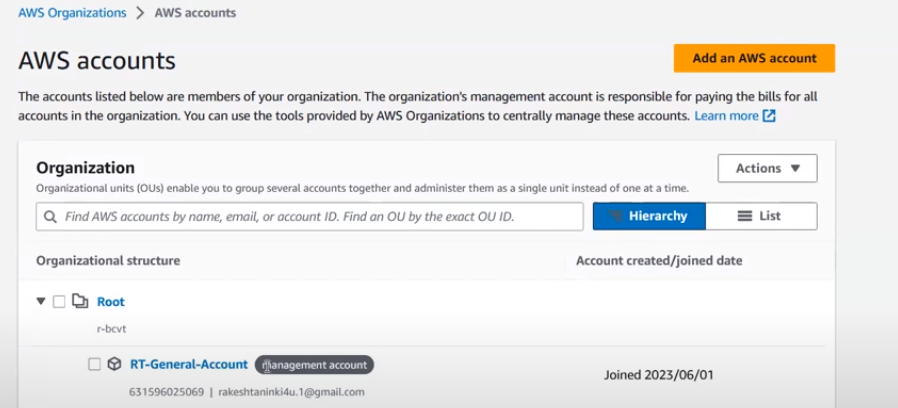 AWS Organizations > AWS accounts
AWS accounts
Add an AWS account
The accounts listed below are members of your organization. The organization's management account is responsible for paying the bills for all
accounts in the organization. You can use the tools provided by AWS Organizations to centrally manage these accounts. Learn more
Organization
Actions
Organizational units (OUs) enable you to group several accounts together and administer them as a single unit instead of one at a time.
Find AWS accounts by name, email, or account ID. Find an OU by the exact OU ID.
Hierarchy
List
Organizational structure
Account created/joined date
Root
r-bcvt
RT-General-Account management account
Joined 2023/06/01
631596025069 | rakeshtaninki4u.1@gmail.com